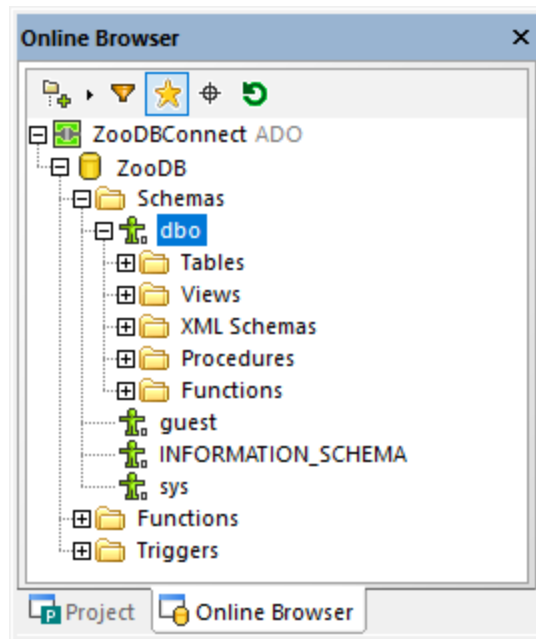 Online Browser
ZooDBConnect ADO
ZooDB
Schemas
dbo
Tables
Views
XML Schemas
Procedures
Functions
guest
INFORMATION_SCHEMA
sys
Functions
Triggers
Project Online Browser